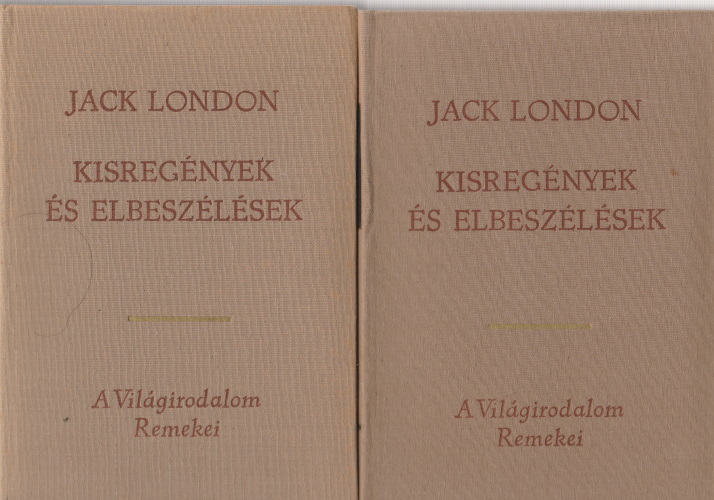 JACK LONDON
KISREGÉNYEK
ÉS ELBESZÉLÉSEK
A Világirodalom
Remekei
JACK LONDON
KISREGÉNYEK
ÉS ELBESZÉLÉSEK
A Világirodalom
Remekei